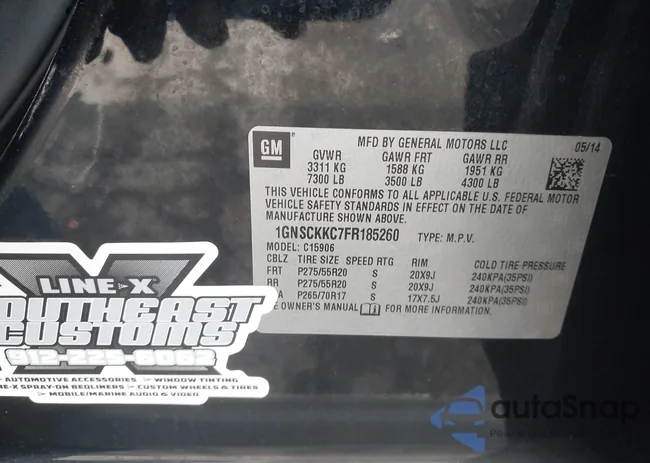 GM
MFD BY GENERAL MOTORS LLC 05/14
GVWR GAWR FRT GAWR RR
3311 KG 1588 KG 1951 KG
7300 LB 3500 LB 4300 LB
THIS VEHICLE CONFORMS TO ALL APPLICABLE U.S. FEDERAL MOTOR
VEHICLE SAFETY STANDARDS IN EFFECT ON THE DATE OF
MANUFACTURE SHOWN ABOVE.
1GNSCKKC7FR185260 TYPE: M.P.V.
MODEL: C15906
CBLZ TIRE SIZE SPEED RTG RIM COLD TIRE PRESSURE
FRT P275/55R20 S 20X9J 240KPA(35PSI)
RR P275/55R20 S 20X9J 240KPA(35PSI)
P265/70R17 S 17X7.5J 240KPA(35PSI)
OWNER'S MANUAL FOR MORE INFORMATION.
LINE-X
SOUTHEAST
CUSTOMS
912-225-6062
AUTOMOTIVE ACCESSORIES > WINDOW TINTING
SPRAY-ON BEDLINERS > CUSTOM WHEELS & TIRES
> MOBILE/MARINE AUDIO & VIDEO
autoSnap